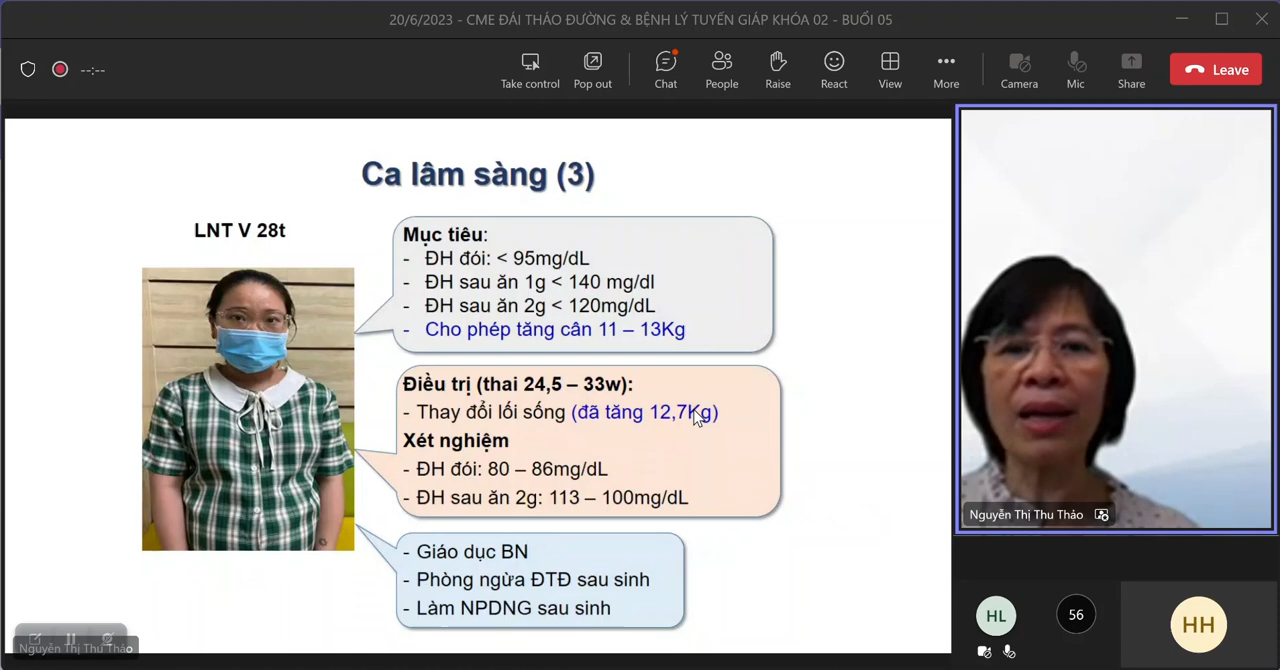 20/6/2023 - CME ĐÁI THÁO ĐƯỜNG & BỆNH LÝ TUYẾN GIÁP KHÓA 02 - BUỔI 05
--:--
Take control
Pop out
Chat
People
Raise
React
View
More
Camera
Mic
Share
Leave
Ca lâm sàng (3)
LNT V 28t
Mục tiêu:
- ĐH đói: < 95mg/dL
- ĐH sau ăn 1g < 140 mg/dl
- ĐH sau ăn 2g < 120mg/dL
- Cho phép tăng cân 11 – 13Kg
Điều trị (thai 24,5 – 33w):
- Thay đổi lối sống (đã tăng 12,7Kg)
Xét nghiệm
- ĐH đói: 80 – 86mg/dL
- ĐH sau ăn 2g: 113 – 100mg/dL
- Giáo dục BN
- Phòng ngừa ĐTĐ sau sinh
- Làm NPDNG sau sinh
Nguyễn Thị Thu Thảo
Nguyễn Thị Thu Thảo
HL
56
HH